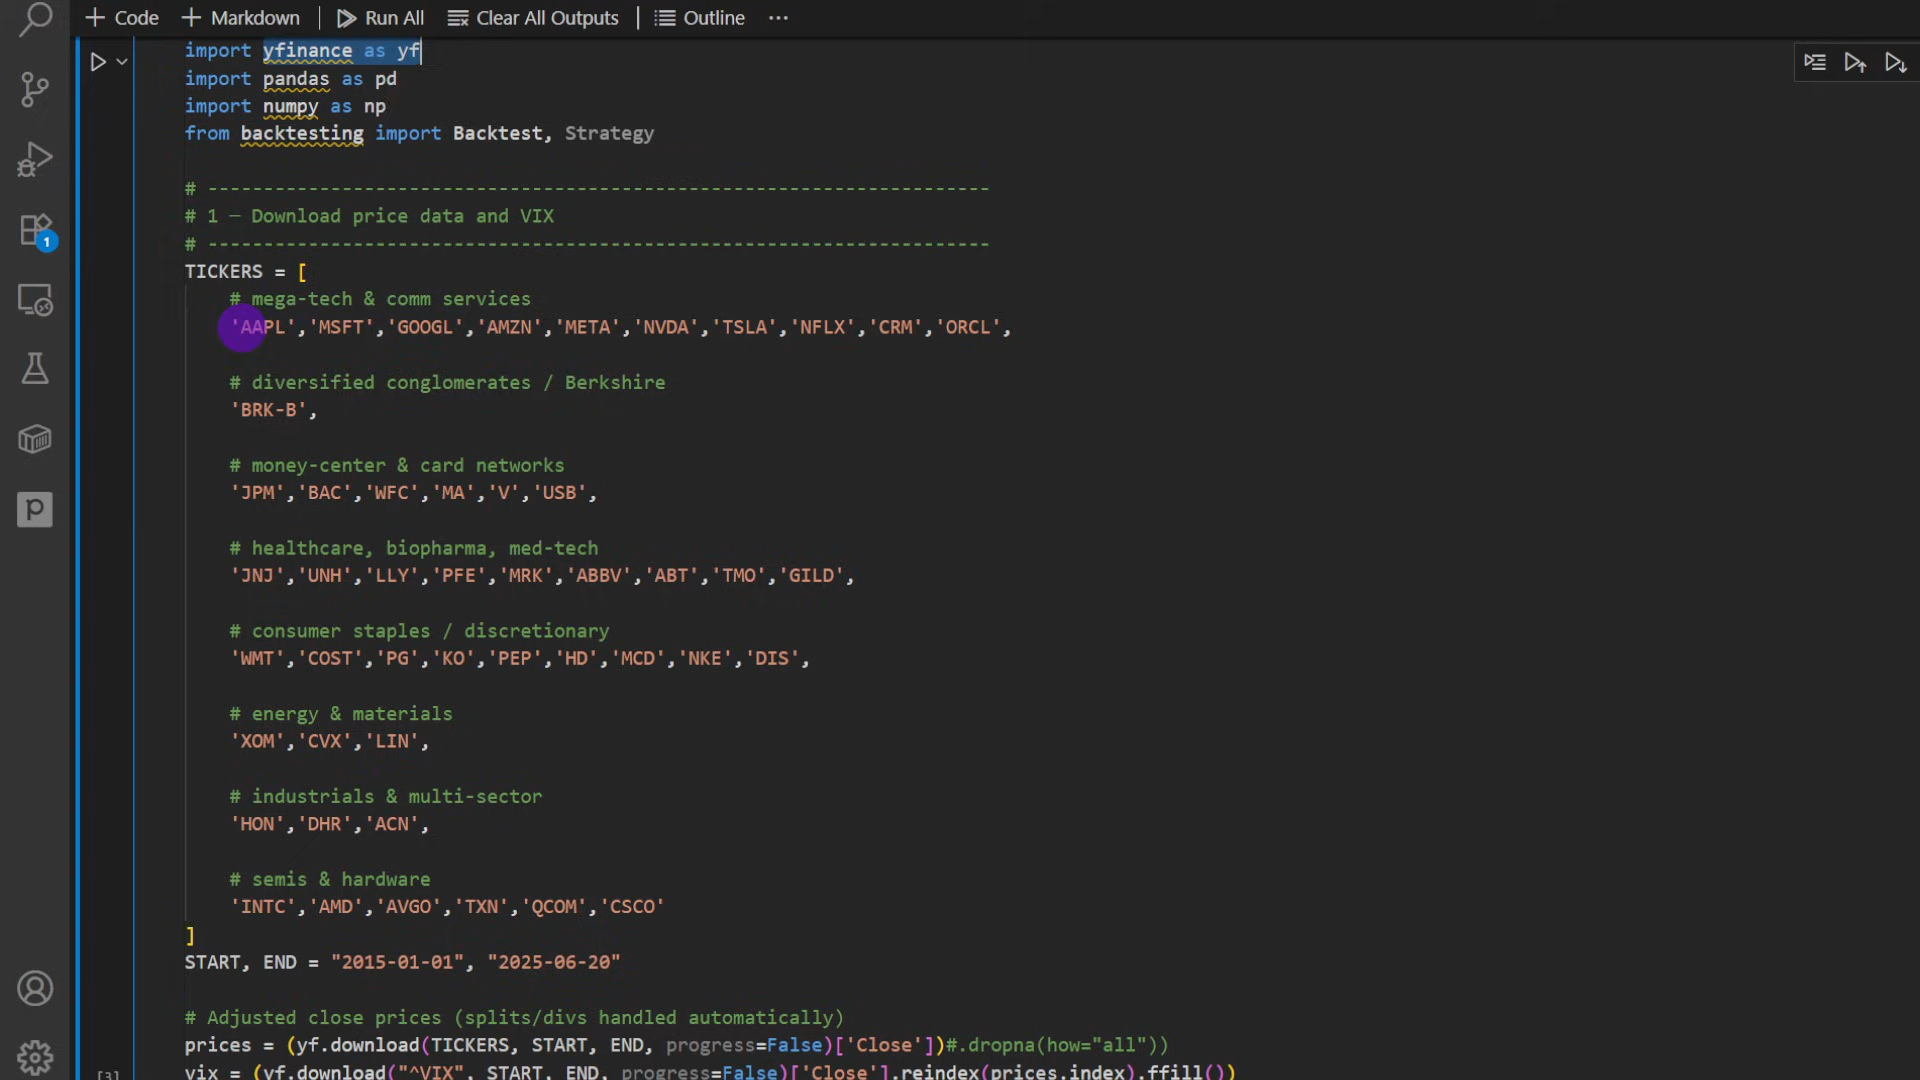 Code Markdown Run All Clear All Outputs Outline ...
import yfinance as yf
import pandas as pd
import numpy as np
from backtesting import Backtest, Strategy
# ----------------------------------------------------------------------
# 1 — Download price data and VIX
# ----------------------------------------------------------------------
TICKERS = [
# mega-tech & comm services
'AAPL','MSFT','GOOGL','AMZN','META','NVDA','TSLA','NFLX','CRM','ORCL',
# diversified conglomerates / Berkshire
'BRK-B',
# money-center & card networks
'JPM','BAC','WFC','MA','V','USB',
# healthcare, biopharma, med-tech
'JNJ','UNH','LLY','PFE','MRK','ABBV','ABT','TMO','GILD',
# consumer staples / discretionary
'WMT','COST','PG','KO','PEP','HD','MCD','NKE','DIS',
# energy & materials
'XOM','CVX','LIN',
# industrials & multi-sector
'HON','DHR','ACN',
# semis & hardware
'INTC','AMD','AVGO','TXN','QCOM','CSCO'
]
START, END = "2015-01-01", "2025-06-20"
# Adjusted close prices (splits/divs handled automatically)
prices = (yf.download(TICKERS, START, END, progress=False)['Close'])#.dropna(how="all"))
vix = (yf.download("^VIX", START, END, progress=False)['Close'].reindex(prices.index).ffill())
[3]
1
p